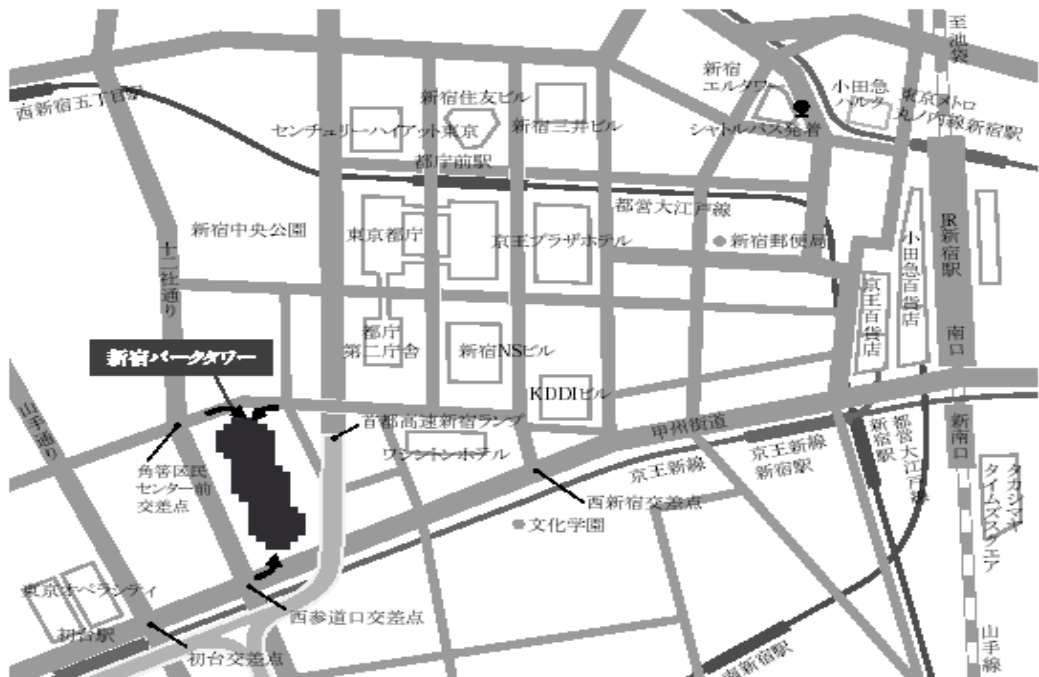 至池袋
西新宿五丁目駅
新宿住友ビル
センチュリーハイアット東京
新宿三井ビル
都庁前駅
新宿
エルタワー
シャトルバス発着
小田急
ハルク
東京メトロ
丸ノ内線新宿駅
都営大江戸線
新宿中央公園
東京都庁
京王プラザホテル
新宿郵便局
JR新宿駅
小田急百貨店
京王百貨店
十二社通り
都庁
第二庁舎
新宿NSビル
南口
新宿パークタワー
KDDIビル
山手通り
首都高速新宿ランプ
ワシントンホテル
甲州街道
京王新線
京王新線
新宿駅
都営大江戸線
新宿駅
新南口
タカシマヤ
タイムズスクエア
角筈区民
センター前
交差点
西新宿交差点
文化学園
東京オペラシティ
初台駅
西参道口交差点
初台交差点
南新宿駅
山手線